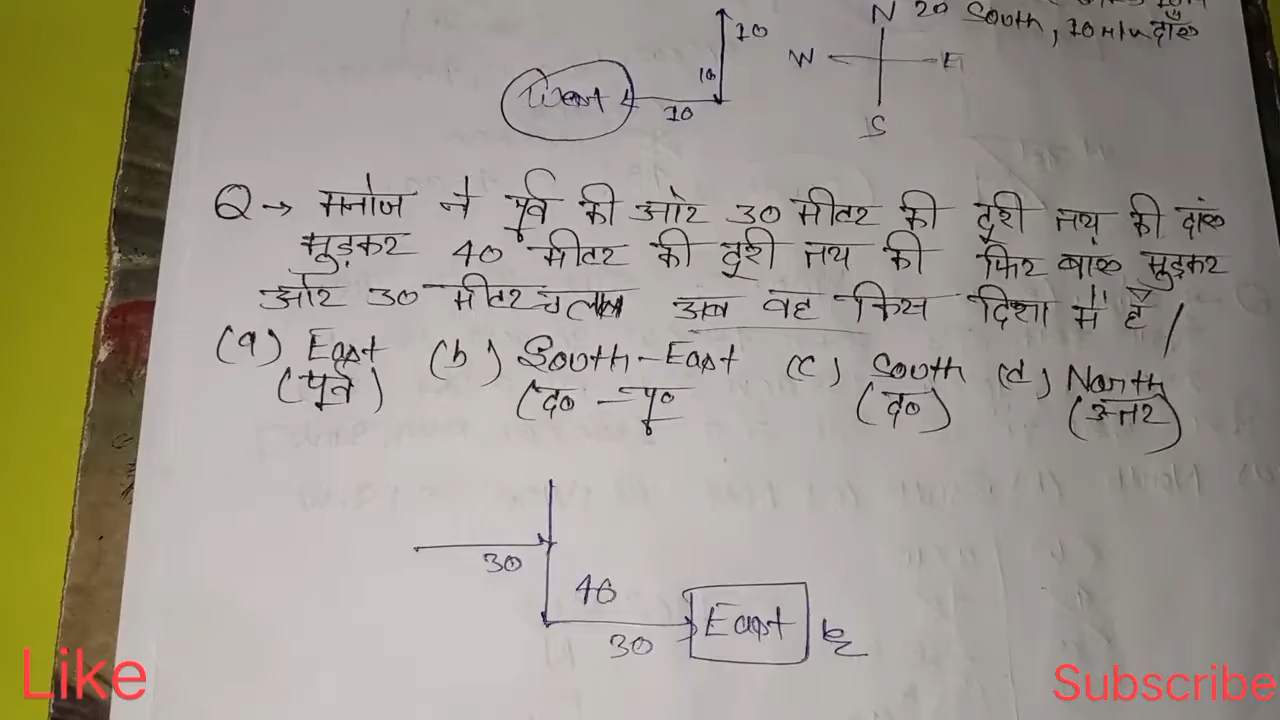 N 20 South, 10
दाँए
10
W
E
10
West
10
S
Q→ मनोज ने पूर्व की ओर 30 मीटर की दूरी तय की दांए
मुड़कर 40 मीटर की दूरी तय की फिर बांए मुड़कर
और 30 मीटर चला अब वह किस दिशा में है /
(a) East (b) South-East (c) South (d) North
(पूर्व) (द० - पू० (द०) (उत्तर)
30
40
30
East
Like
Subscribe